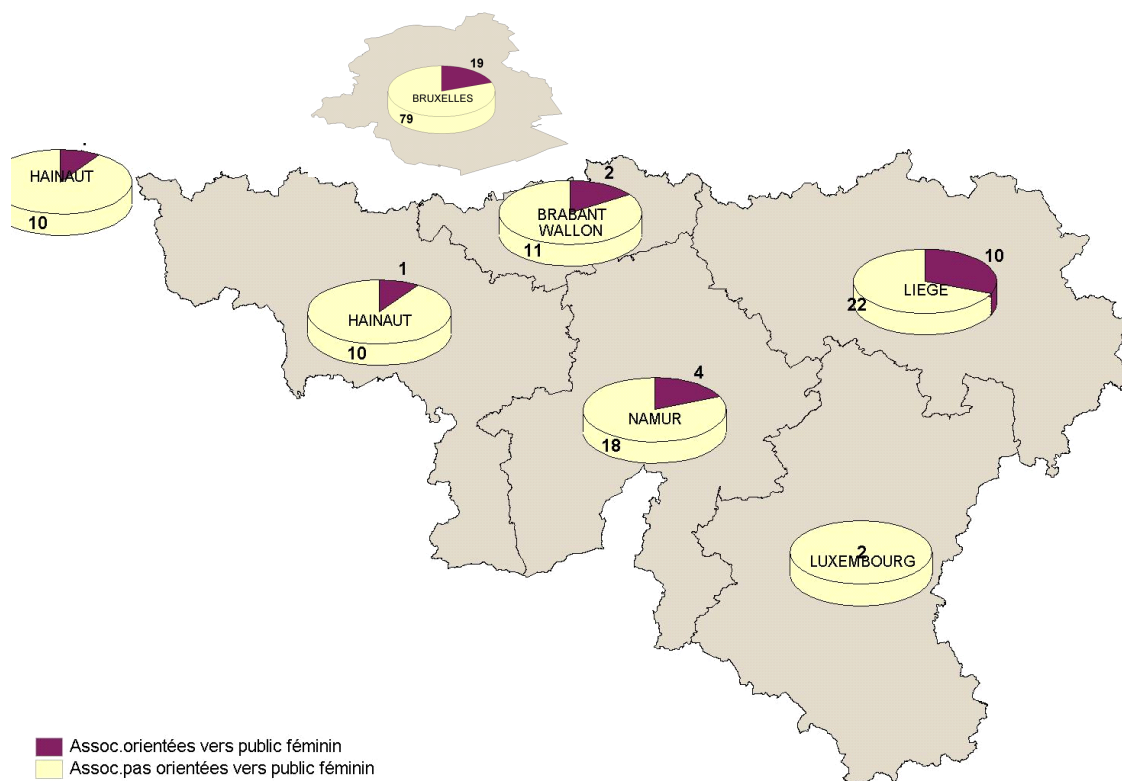 19
BRUXELLES
79
HAINAUT
10
2
BRABANT
WALLON
11
10
LIEGE
22
1
HAINAUT
10
4
NAMUR
18
2
LUXEMBOURG
Assoc.orientées vers public féminin
Assoc.pas orientées vers public féminin